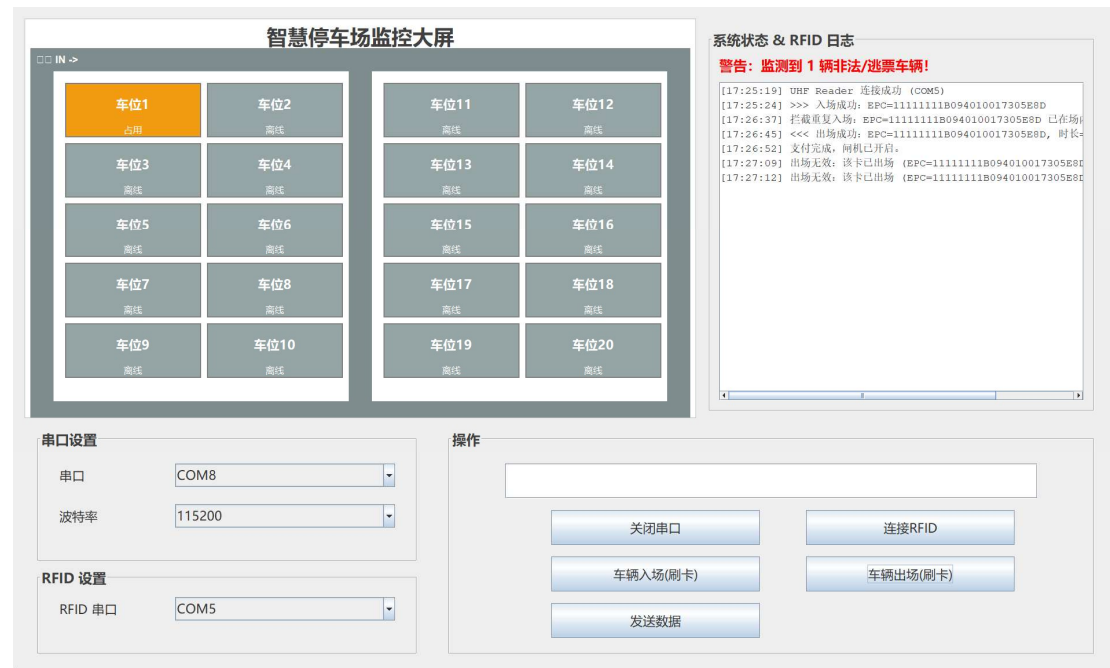 智慧停车场监控大屏
IN ->
车位1
占用
车位2
离线
车位11
离线
车位12
离线
车位3
离线
车位4
离线
车位13
离线
车位14
离线
车位5
离线
车位6
离线
车位15
离线
车位16
离线
车位7
离线
车位8
离线
车位17
离线
车位18
离线
车位9
离线
车位10
离线
车位19
离线
车位20
离线
系统状态 & RFID 日志
警告：监测到 1 辆非法/逃票车辆！
[17:25:19] UHF Reader 连接成功 (COM5)
[17:25:24] >>> 入场成功：EPC=11111111B094010017305E8D
[17:26:37] 拦截重复入场：EPC=11111111B094010017305E8D 已在场
[17:26:45] <<< 出场成功：EPC=11111111B094010017305E8D, 时长=
[17:26:52] 支付完成，闸机已开启。
[17:27:09] 出场无效：该卡已出场 (EPC=11111111B094010017305E8D
[17:27:12] 出场无效：该卡已出场 (EPC=11111111B094010017305E8D
串口设置
串口
COM8
波特率
115200
RFID 设置
RFID 串口
COM5
操作
关闭串口
连接RFID
车辆入场(刷卡)
车辆出场(刷卡)
发送数据